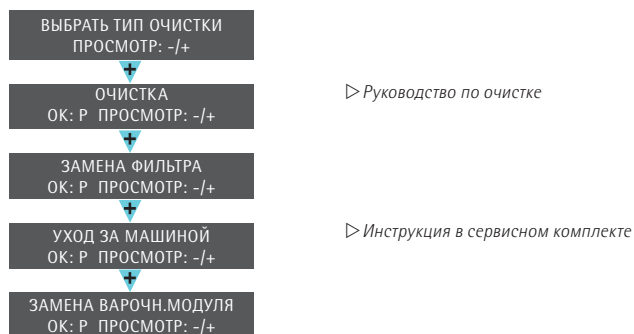 ВЫБРАТЬ ТИП ОЧИСТКИ
ПРОСМОТР: -/+
+
ОЧИСТКА
OK: P ПРОСМОТР: -/+
▷ Руководство по очистке
+
ЗАМЕНА ФИЛЬТРА
OK: P ПРОСМОТР: -/+
+
УХОД ЗА МАШИНОЙ
OK: P ПРОСМОТР: -/+
▷ Инструкция в сервисном комплекте
+
ЗАМЕНА ВАРОЧН.МОДУЛЯ
OK: P ПРОСМОТР: -/+